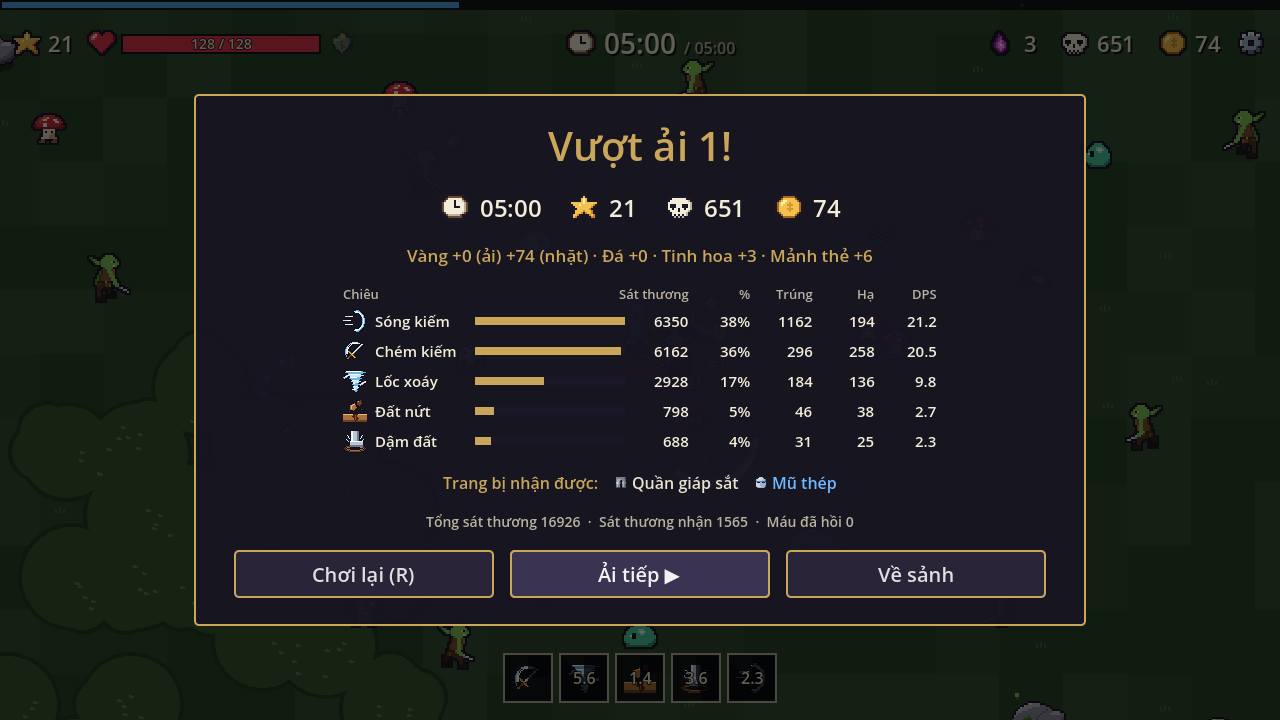 21 128 / 128 05:00 / 05:00 3 651 74
Vượt ải 1!
05:00 21 651 74
Vàng +0 (ải) +74 (nhặt) · Đá +0 · Tinh hoa +3 · Mảnh thẻ +6
Chiêu Sát thương % Trúng Hạ DPS
Sóng kiếm 6350 38% 1162 194 21.2
Chém kiếm 6162 36% 296 258 20.5
Lốc xoáy 2928 17% 184 136 9.8
Đất nứt 798 5% 46 38 2.7
Dậm đất 688 4% 31 25 2.3
Trang bị nhận được: Quần giáp sắt Mũ thép
Tổng sát thương 16926 · Sát thương nhận 1565 · Máu đã hồi 0
Chơi lại (R) Ải tiếp ▶ Về sảnh
5.6 1.4 3.6 2.3